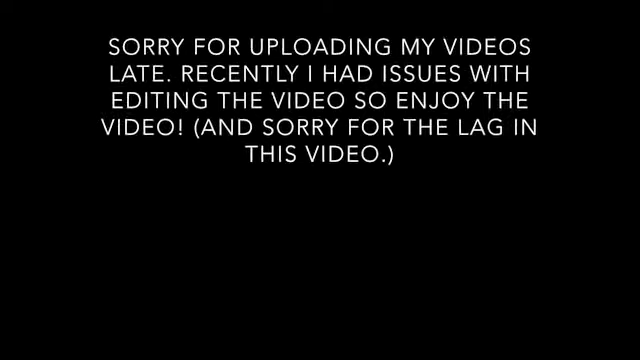 SORRY FOR UPLOADING MY VIDEOS
LATE. RECENTLY I HAD ISSUES WITH
EDITING THE VIDEO SO ENJOY THE
VIDEO! (AND SORRY FOR THE LAG IN
THIS VIDEO.)